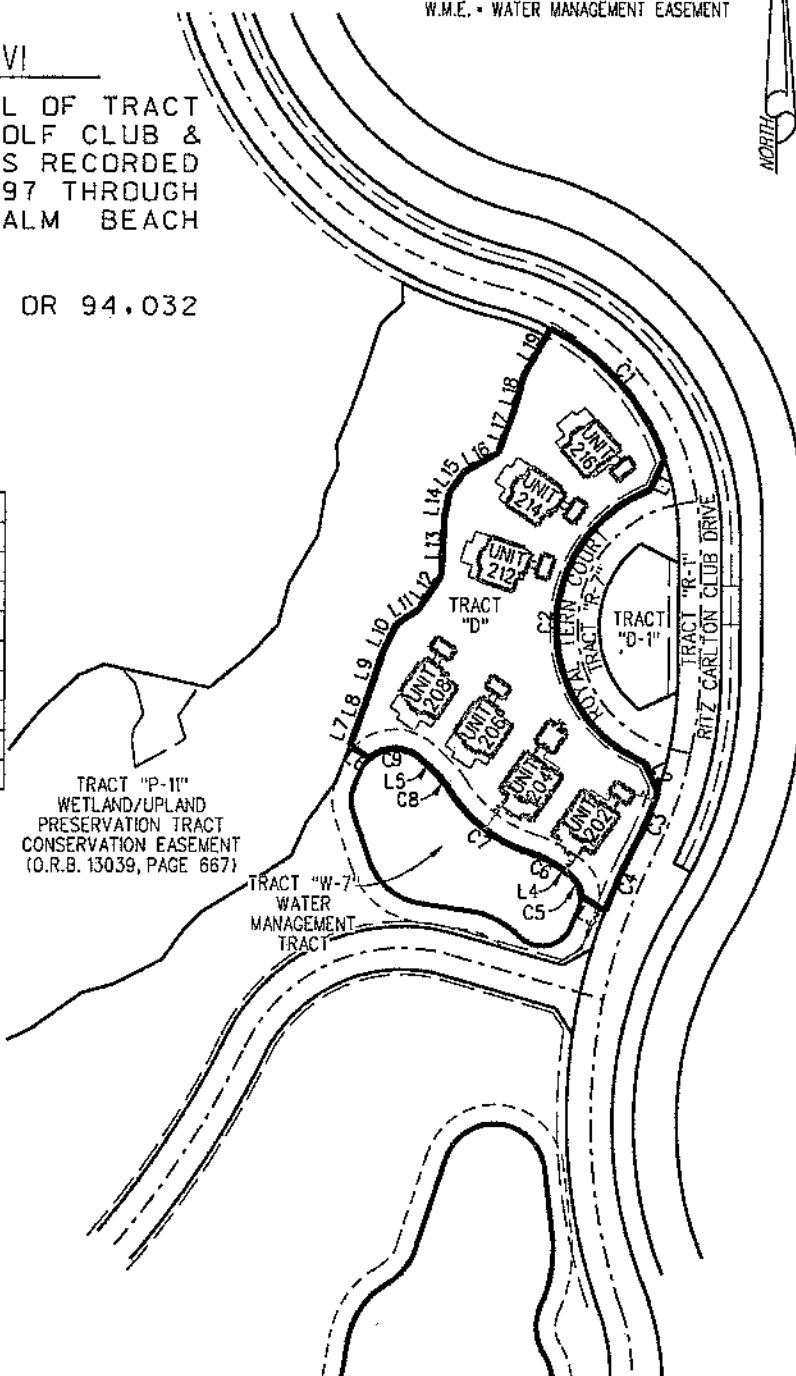 W.M.E. = WATER MANAGEMENT EASEMENT
NORTH
VI
L OF TRACT
OLF CLUB &
S RECORDED
97 THROUGH
ALM BEACH
OR 94.032
L19
C1
L18
L17
L16
L15
L14
L13
L12
L11
L10
L9
L8
L7
UNIT
216
UNIT
214
UNIT
212
TRACT
"D"
UNIT
208
UNIT
206
UNIT
204
UNIT
202
C2
ROYAL TERN COURT
TRACT "R-7"
TRACT
"D-1"
TRACT "R-1"
RITZ CARLTON CLUB DRIVE
C3
C4
C9
L5
C8
C7
C6
L4
C5
L3
TRACT "P-11"
WETLAND/UPLAND
PRESERVATION TRACT
CONSERVATION EASEMENT
(O.R.B. 13039, PAGE 667)
TRACT "W-7"
WATER
MANAGEMENT
TRACT